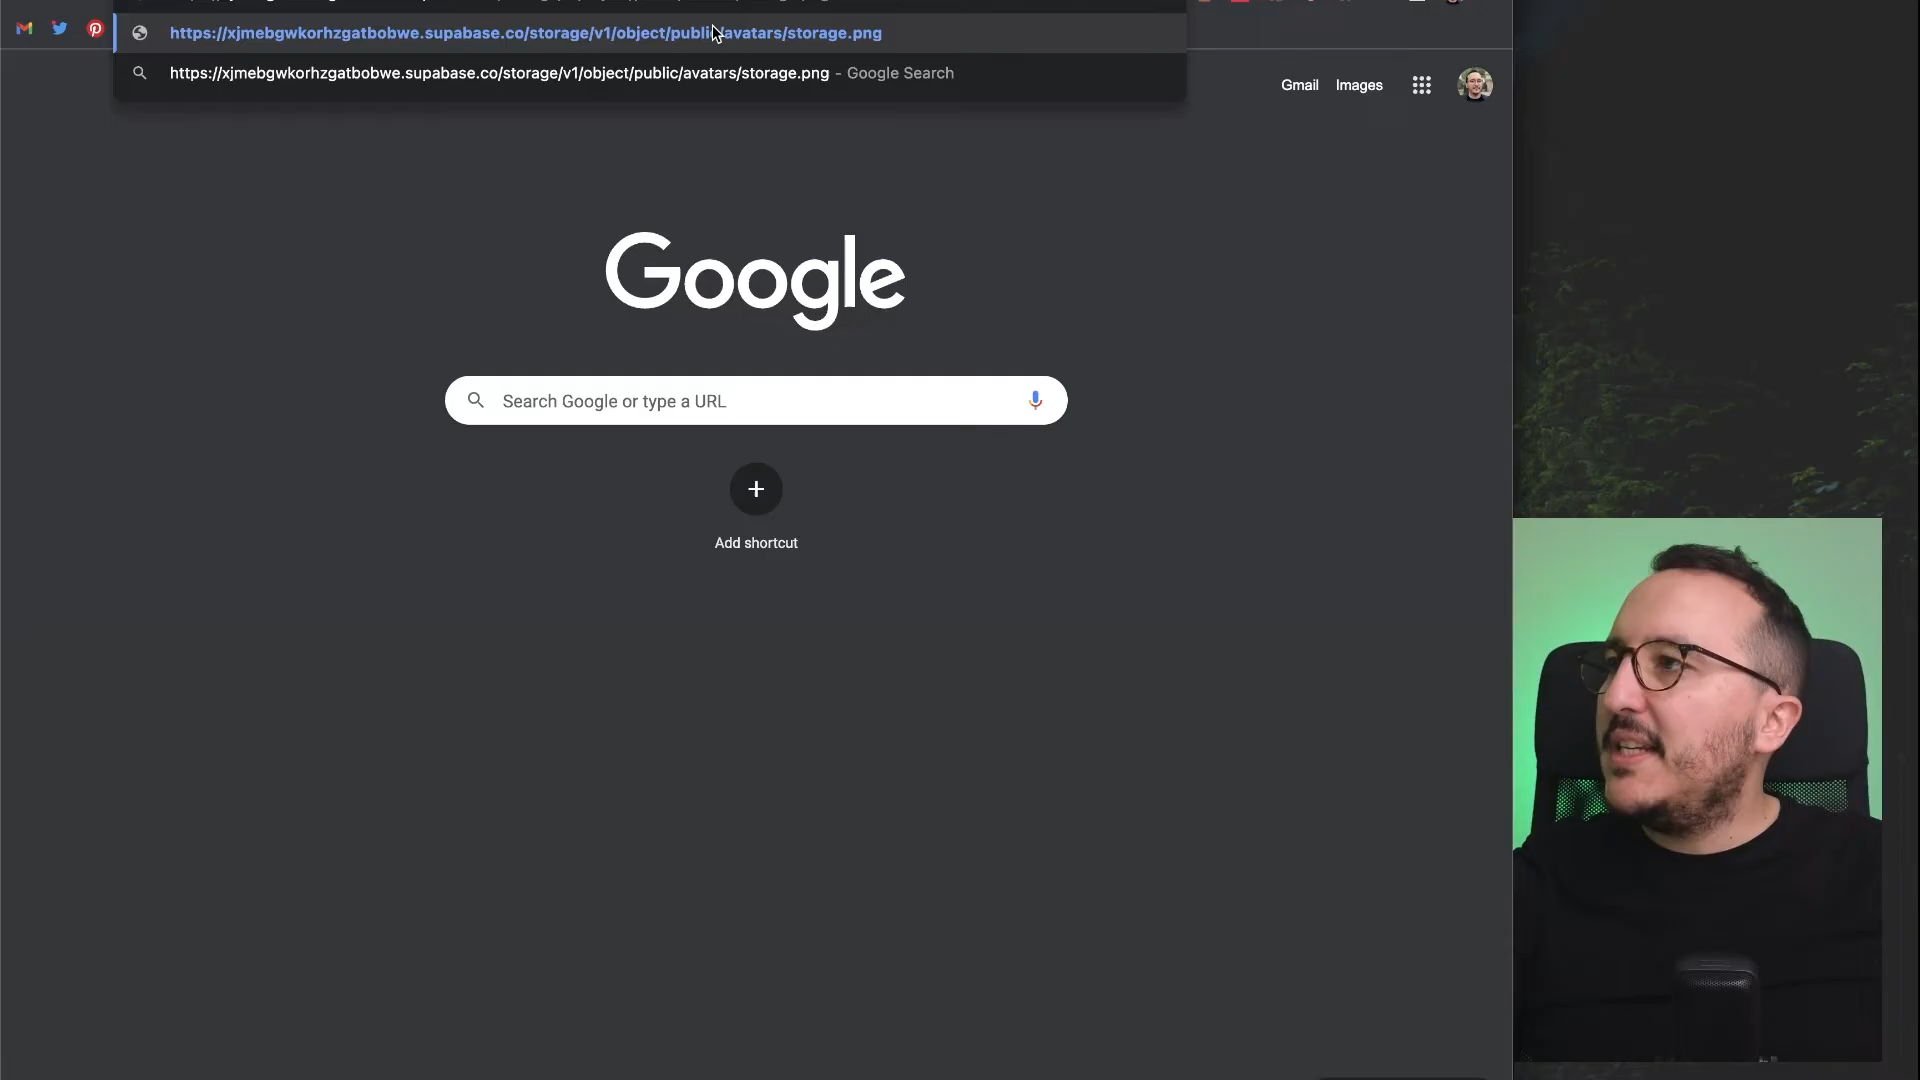 https://xjmebgwkorhzgatbobwe.supabase.co/storage/v1/object/public/avatars/storage.png
https://xjmebgwkorhzgatbobwe.supabase.co/storage/v1/object/public/avatars/storage.png - Google Search
Gmail Images
Google
Search Google or type a URL
Add shortcut